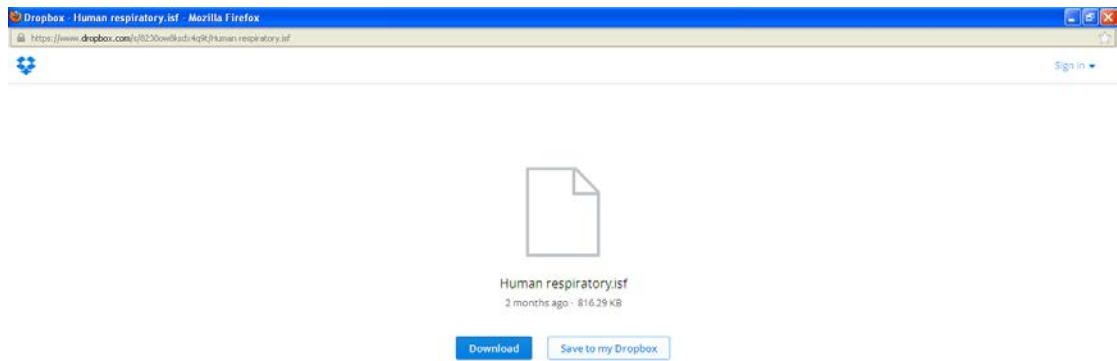 Dropbox - Human respiratory.isf - Mozilla Firefox
Sign in
Human respiratory.isf
2 months ago - 816.29 KB
Download
Save to my Dropbox